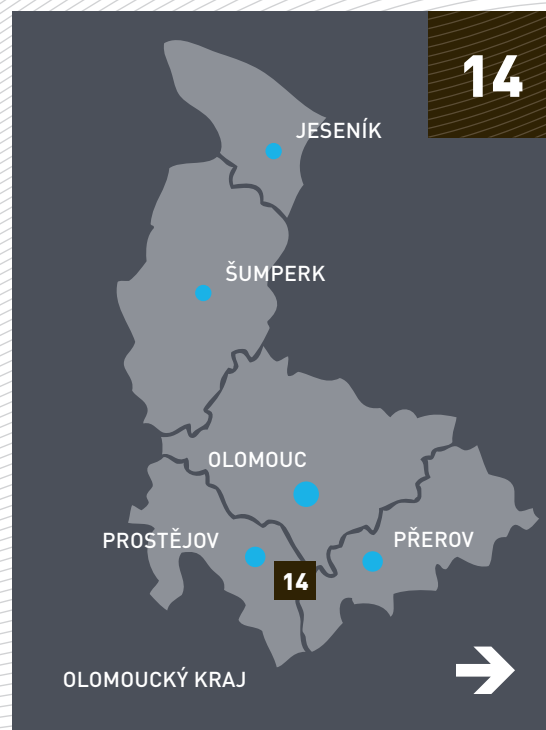 14
JESENÍK
ŠUMPERK
OLOMOUC
PROSTĚJOV
PŘEROV
14
OLOMOUCKÝ KRAJ